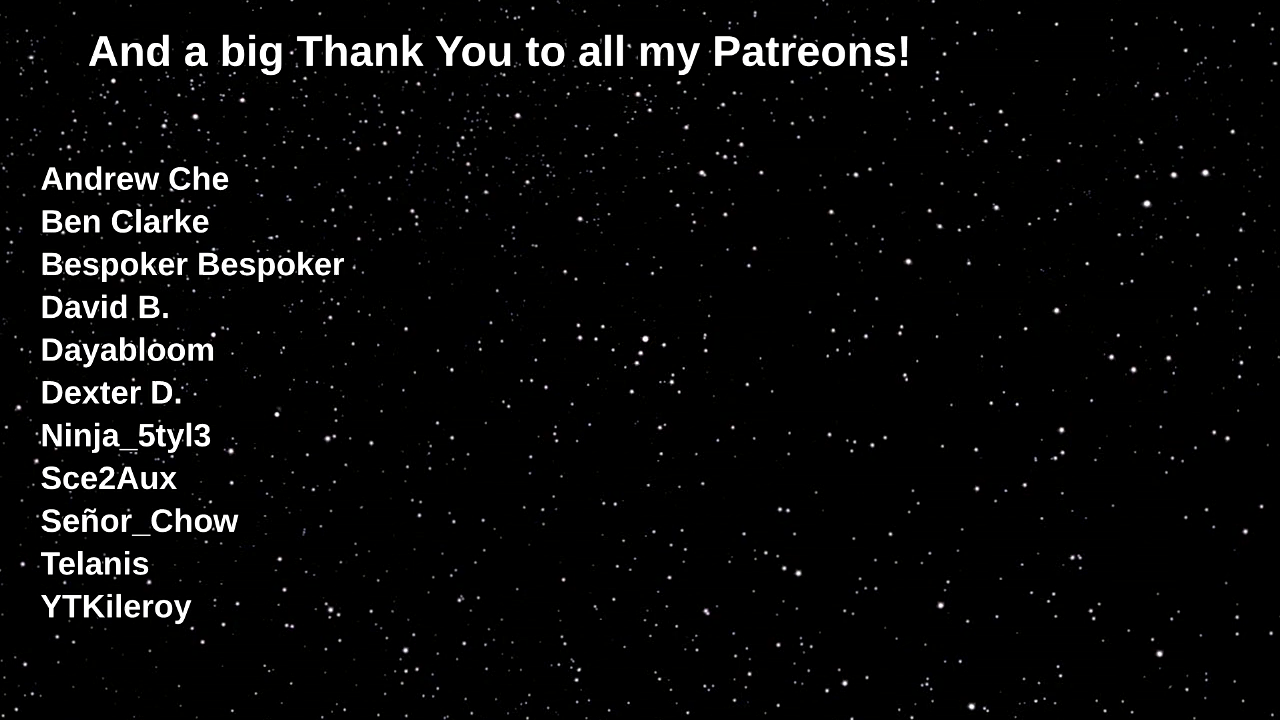 And a big Thank You to all my Patreons!
Andrew Che
Ben Clarke
Bespoker Bespoker
David B.
Dayabloom
Dexter D.
Ninja_5tyl3
Sce2Aux
Señor_Chow
Telanis
YTKileroy